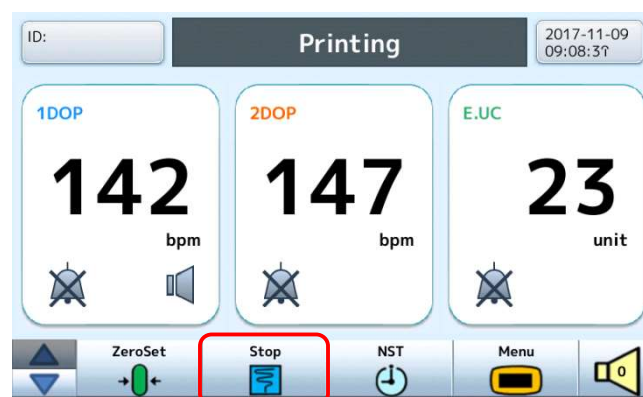 ID:
Printing
2017-11-09
09:08:3
1DOP
2DOP
E.UC
142
147
23
bpm
bpm
unit
ZeroSet
Stop
NST
Menu
0